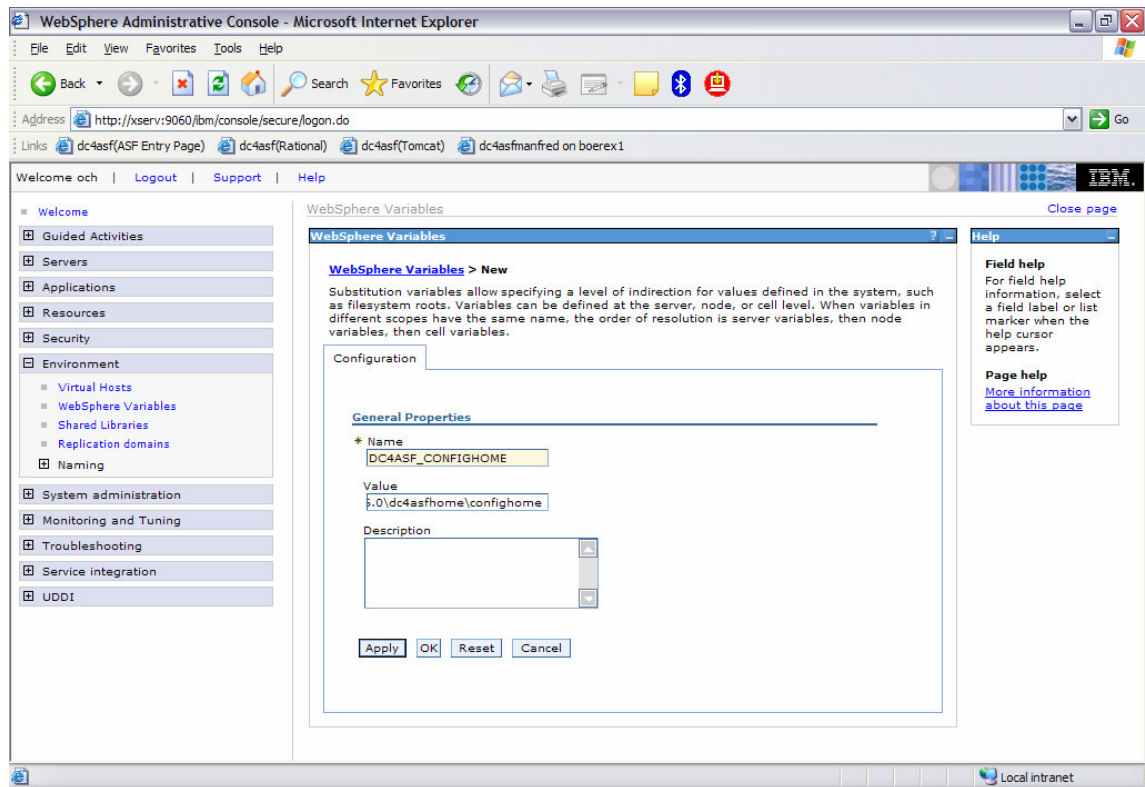 WebSphere Administrative Console - Microsoft Internet Explorer
File Edit View Favorites Tools Help
Back Search Favorites
Address http://xserv:9060/ibm/console/secure/logon.do Go
Links dc4asf(ASF Entry Page) dc4asf(Rational) dc4asf(Tomcat) dc4asfmanfred on boerex1
Welcome och | Logout | Support | Help IBM.
Welcome
Guided Activities
Servers
Applications
Resources
Security
Environment
Virtual Hosts
WebSphere Variables
Shared Libraries
Replication domains
Naming
System administration
Monitoring and Tuning
Troubleshooting
Service integration
UDDI
WebSphere Variables Close page
WebSphere Variables ? -
WebSphere Variables > New
Substitution variables allow specifying a level of indirection for values defined in the system, such
as filesystem roots. Variables can be defined at the server, node, or cell level. When variables in
different scopes have the same name, the order of resolution is server variables, then node
variables, then cell variables.
Configuration
General Properties
* Name
DC4ASF_CONFIGHOME
Value
.0\dc4asfhome\confighome
Description
Apply OK Reset Cancel
Help -
Field help
For field help
information, select
a field label or list
marker when the
help cursor
appears.
Page help
More information
about this page
Local intranet